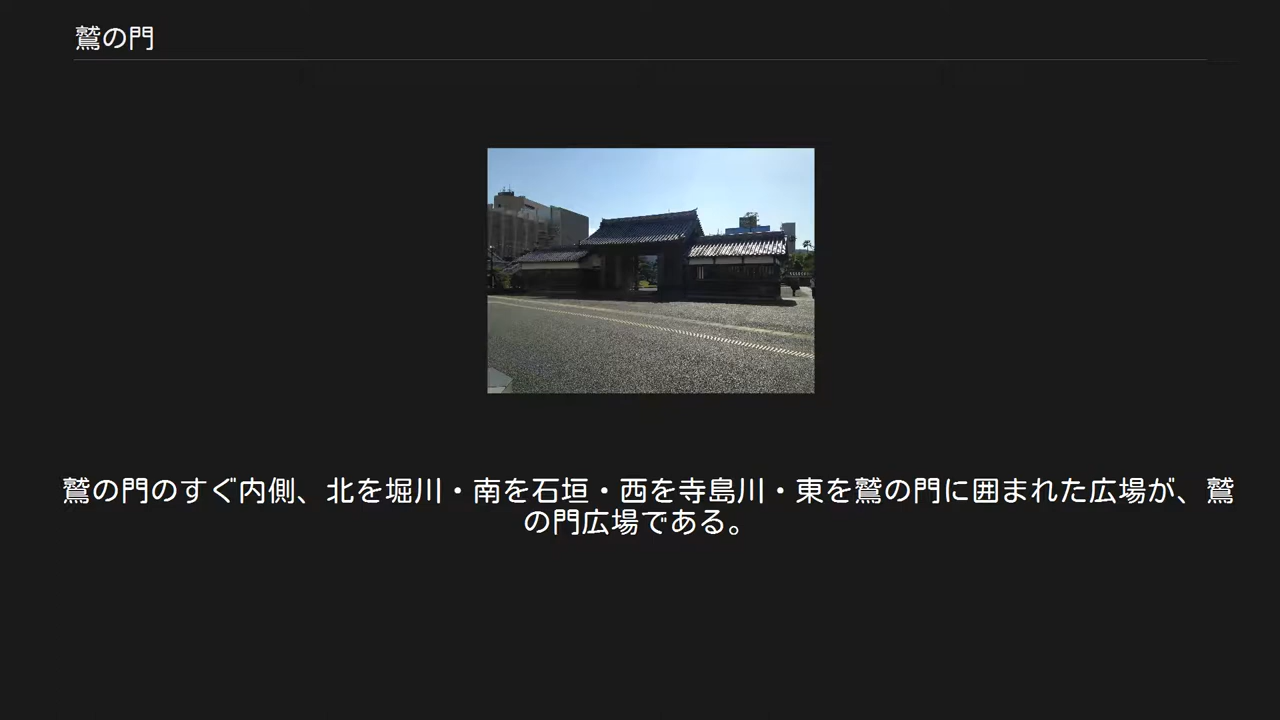 鷲の門
鷲の門のすぐ内側、北を堀川・南を石垣・西を寺島川・東を鷲の門に囲まれた広場が、鷲
の門広場である。